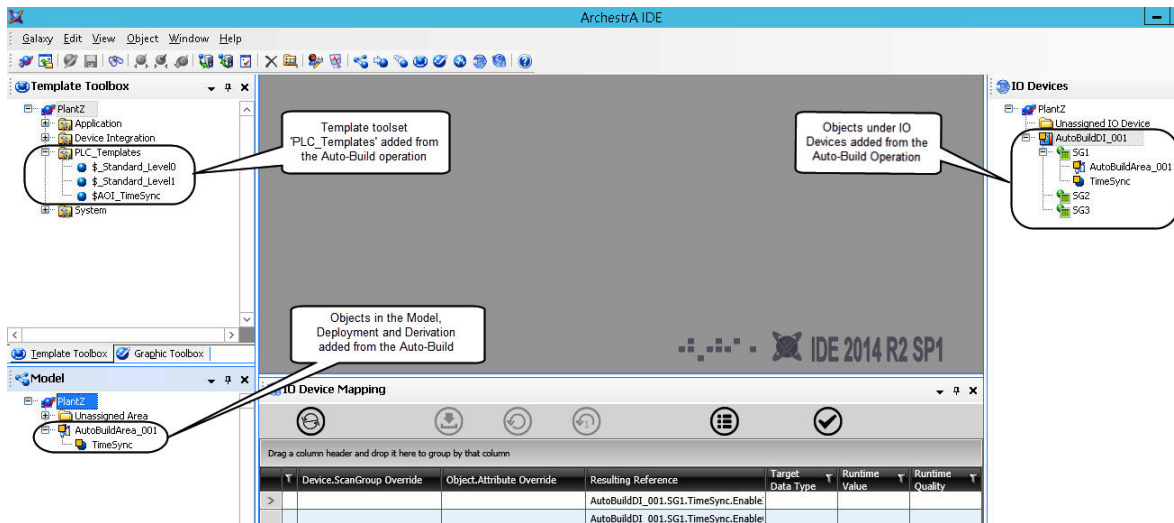 ArchestrA IDE
Galaxy Edit View Object Window Help
Template Toolbox
PlantZ
Application
Device Integration
PLC_Templates
$_Standard_Level0
$_Standard_Level1
$AOI_TimeSync
System
Template toolset
'PLC_Templates' added from
the Auto-Build operation
Objects under IO
Devices added from the
Auto-Build Operation
IO Devices
PlantZ
Unassigned IO Device
AutoBuildDI_001
SG1
AutoBuildArea_001
TimeSync
SG2
SG3
Objects in the Model,
Deployment and Derivation
added from the Auto-Build
IDE 2014 R2 SP1
Template Toolbox Graphic Toolbox
Model
PlantZ
Unassigned Area
AutoBuildArea_001
TimeSync
IO Device Mapping
Drag a column header and drop it here to group by that column
Device.ScanGroup Override Object.Attribute Override Resulting Reference Target Data Type Runtime Value Runtime Quality
AutoBuildDI_001.SG1.TimeSync.Enable
AutoBuildDI_001.SG1.TimeSync.Enable